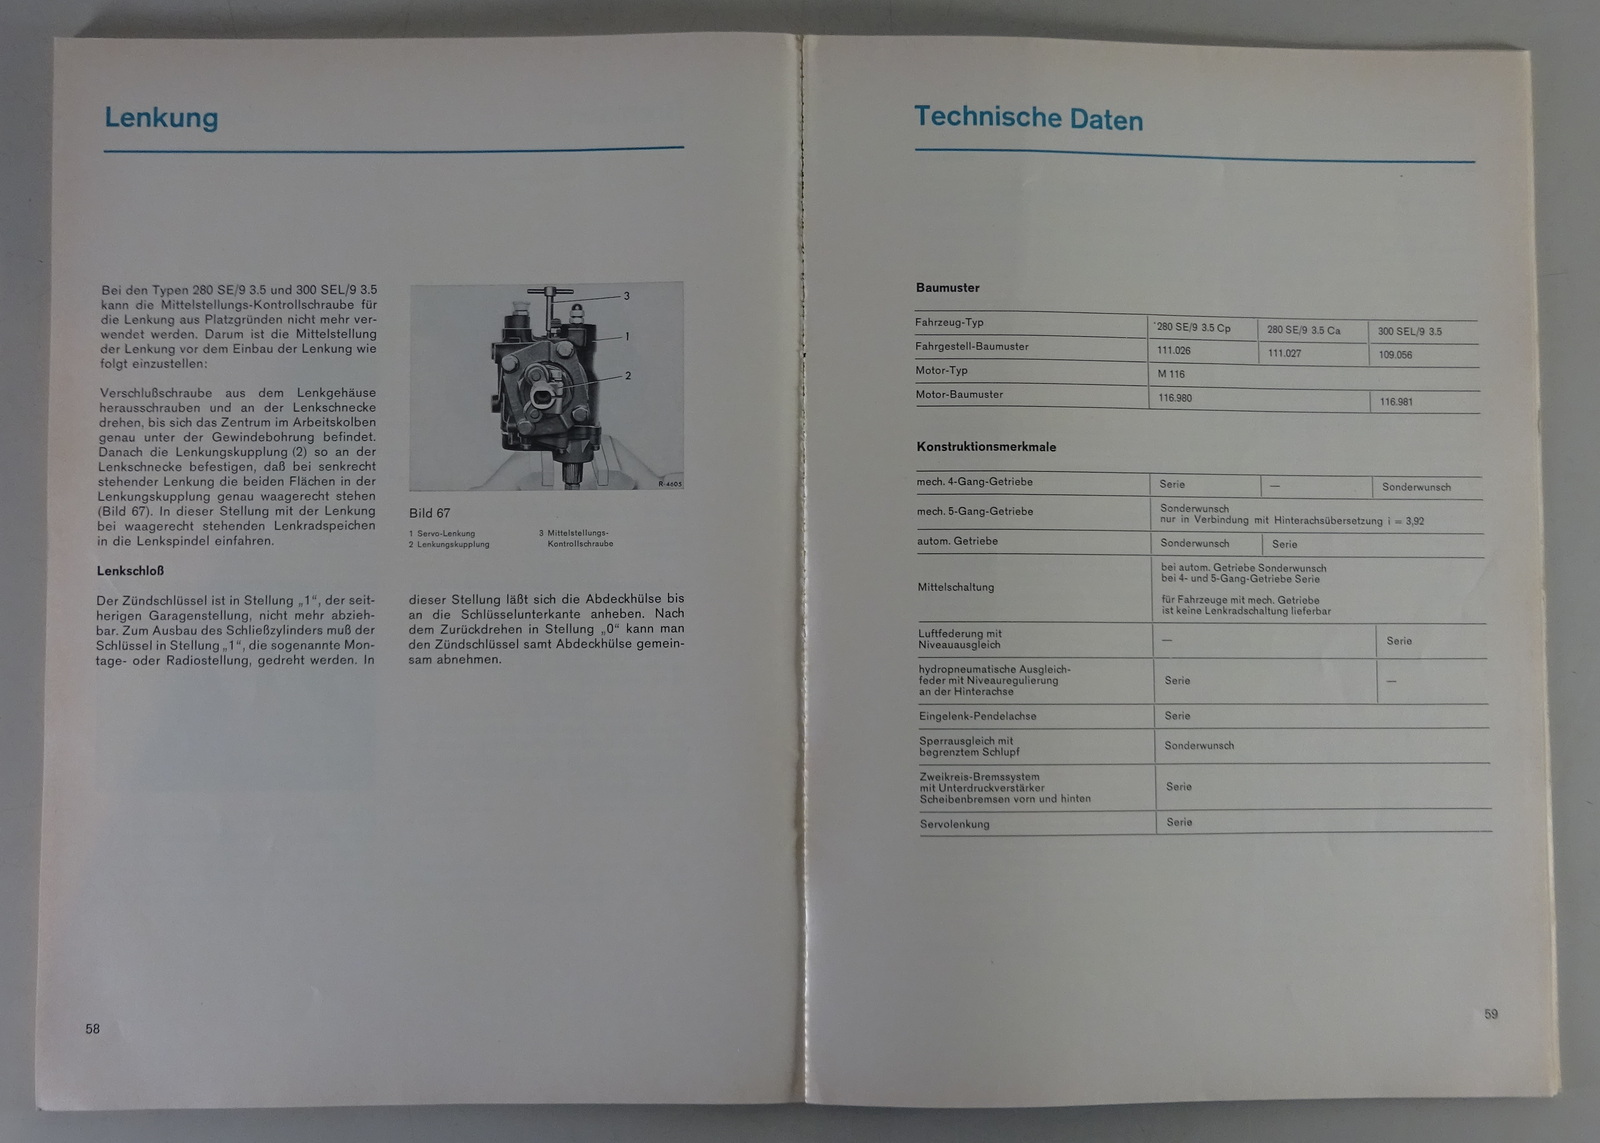 Lenkung
Bei den Typen 280 SE/9 3.5 und 300 SEL/9 3.5
kann die Mittelstellungs-Kontrollschraube für
die Lenkung aus Platzgründen nicht mehr ver-
wendet werden. Darum ist die Mittelstellung
der Lenkung vor dem Einbau der Lenkung wie
folgt einzustellen:
Verschlußschraube aus dem Lenkgehäuse
herausschrauben und an der Lenkschnecke
drehen, bis sich das Zentrum im Arbeitskolben
genau unter der Gewindebohrung befindet.
Danach die Lenkungskupplung (2) so an der
Lenkschnecke befestigen, daß bei senkrecht
stehender Lenkung die beiden Flächen in der
Lenkungskupplung genau waagerecht stehen
(Bild 67). In dieser Stellung mit der Lenkung
bei waagerecht stehenden Lenkradspeichen
in die Lenkspindel einfahren.
3
1
2
R-4605
Bild 67
1 Servo-Lenkung
2 Lenkungskupplung
3 Mittelstellungs-
Kontrollschraube
Lenkschloß
Der Zündschlüssel ist in Stellung „1“, der seit-
herigen Garagenstellung, nicht mehr abzieh-
bar. Zum Ausbau des Schließzylinders muß der
Schlüssel in Stellung „1“, die sogenannte Mon-
tage- oder Radiostellung, gedreht werden. In
dieser Stellung läßt sich die Abdeckhülse bis
an die Schlüsselunterkante anheben. Nach
dem Zurückdrehen in Stellung „0“ kann man
den Zündschlüssel samt Abdeckhülse gemein-
sam abnehmen.
58
Technische Daten
Baumuster
Fahrzeug-Typ 280 SE/9 3.5 Cp 280 SE/9 3.5 Ca 300 SEL/9 3.5
Fahrgestell-Baumuster 111.026 111.027 109.056
Motor-Typ M 116
Motor-Baumuster 116.980 116.981
Konstruktionsmerkmale
mech. 4-Gang-Getriebe Serie — Sonderwunsch
mech. 5-Gang-Getriebe Sonderwunsch
nur in Verbindung mit Hinterachsübersetzung i = 3,92
autom. Getriebe Sonderwunsch Serie
Mittelschaltung
bei autom. Getriebe Sonderwunsch
bei 4- und 5-Gang-Getriebe Serie
für Fahrzeuge mit mech. Getriebe
ist keine Lenkradschaltung lieferbar
Luftfederung mit
Niveauausgleich — Serie
hydropneumatische Ausgleich-
feder mit Niveauregulierung
an der Hinterachse Serie —
Eingelenk-Pendelachse Serie
Sperrausgleich mit
begrenztem Schlupf Sonderwunsch
Zweikreis-Bremssystem
mit Unterdruckverstärker
Scheibenbremsen vorn und hinten Serie
Servolenkung Serie
59